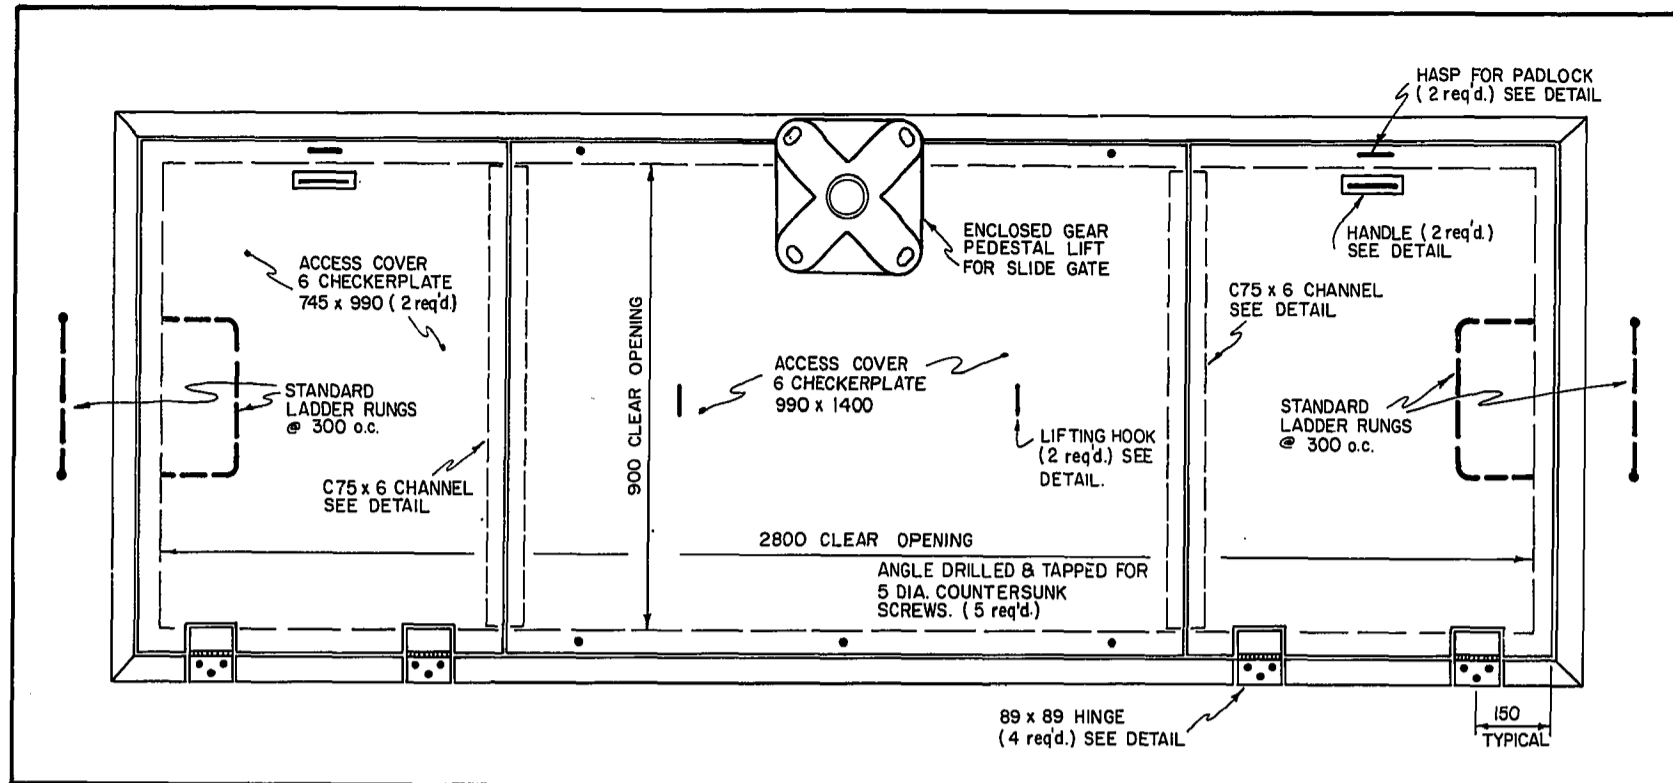 HASP FOR PADLOCK
(2 req'd.) SEE DETAIL
ENCLOSED GEAR
PEDESTAL LIFT
FOR SLIDE GATE
HANDLE (2 req'd.)
SEE DETAIL
ACCESS COVER
6 CHECKERPLATE
745 x 990 (2 req'd.)
C75 x 6 CHANNEL
SEE DETAIL
900 CLEAR OPENING
ACCESS COVER
6 CHECKERPLATE
990 x 1400
STANDARD
LADDER RUNGS
@ 300 o.c.
STANDARD
LADDER RUNGS
@ 300 o.c.
LIFTING HOOK
(2 req'd.) SEE
DETAIL.
C75 x 6 CHANNEL
SEE DETAIL
2800 CLEAR OPENING
ANGLE DRILLED & TAPPED FOR
5 DIA. COUNTERSUNK
SCREWS. (5 req'd.)
89 x 89 HINGE
(4 req'd.) SEE DETAIL
150
TYPICAL